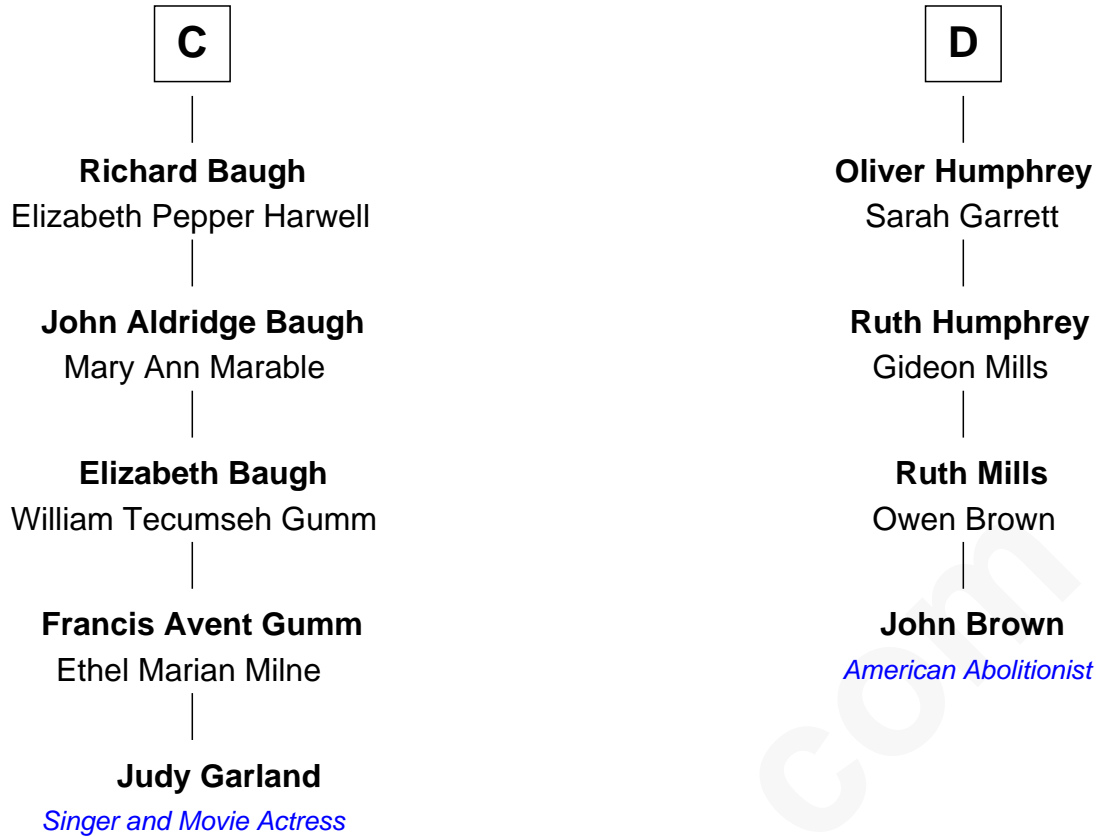 C
Richard Baugh
Elizabeth Pepper Harwell
John Aldridge Baugh
Mary Ann Marable
Elizabeth Baugh
William Tecumseh Gumm
Francis Avent Gumm
Ethel Marian Milne
Judy Garland
Singer and Movie Actress
D
Oliver Humphrey
Sarah Garrett
Ruth Humphrey
Gideon Mills
Ruth Mills
Owen Brown
John Brown
American Abolitionist
com